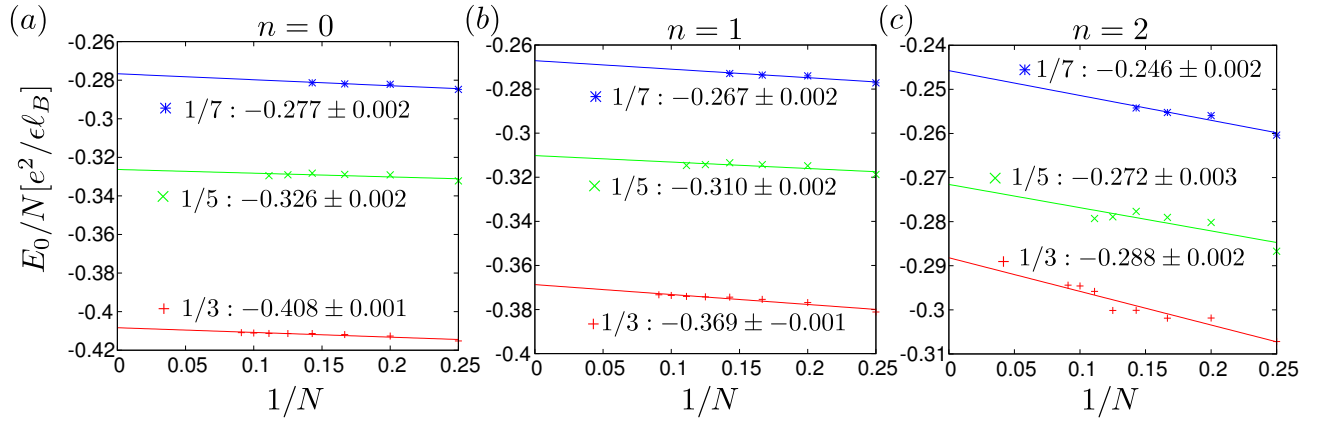 (a)
n = 0
E₀/N[e²/ϵℓ_B]
-0.26
-0.28
-0.3
-0.32
-0.34
-0.36
-0.38
-0.4
-0.42
1/7 : −0.277 ± 0.002
1/5 : −0.326 ± 0.002
1/3 : −0.408 ± 0.001
0 0.05 0.1 0.15 0.2 0.25
1/N
(b)
n = 1
-0.26
-0.28
-0.3
-0.32
-0.34
-0.36
-0.38
-0.4
1/7 : −0.267 ± 0.002
1/5 : −0.310 ± 0.002
1/3 : −0.369 ± −0.001
0 0.05 0.1 0.15 0.2 0.25
1/N
(c)
n = 2
-0.24
-0.25
-0.26
-0.27
-0.28
-0.29
-0.3
-0.31
1/7 : −0.246 ± 0.002
1/5 : −0.272 ± 0.003
1/3 : −0.288 ± 0.002
0 0.05 0.1 0.15 0.2 0.25
1/N